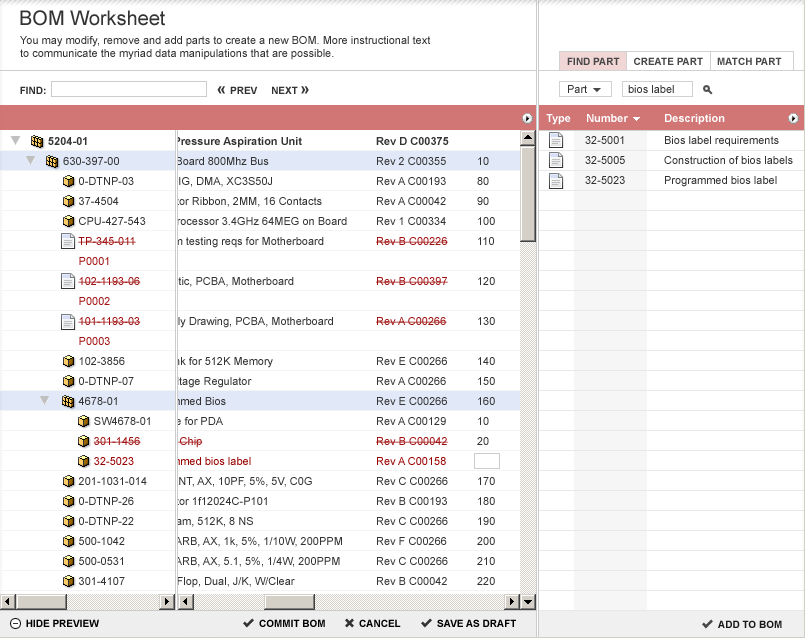 BOM Worksheet
You may modify, remove and add parts to create a new BOM. More instructional text
to communicate the myriad data manipulations that are possible.
FIND PART CREATE PART MATCH PART
FIND: « PREV NEXT »
Part bios label
Type Number Description
5204-01 Pressure Aspiration Unit Rev D C00375
630-397-00 Board 800Mhz Bus Rev 2 C00355 10
0-DTNP-03 IG, DMA, XC3S50J Rev A C00193 80
37-4504 tor Ribbon, 2MM, 16 Contacts Rev A C00042 90
CPU-427-543 rocessor 3.4GHz 64MEG on Board Rev 1 C00334 100
TP-345-011 n testing reqs for Motherboard Rev B C00226 110
P0001
102-1193-06 tic, PCBA, Motherboard Rev B C00397 120
P0002
101-1193-03 ly Drawing, PCBA, Motherboard Rev A C00266 130
P0003
102-3856 nk for 512K Memory Rev E C00266 140
0-DTNP-07 ltage Regulator Rev A C00266 150
4678-01 mmed Bios Rev E C00266 160
SW4678-01 e for PDA Rev A C00129 10
301-1456 Chip Rev B C00042 20
32-5023 mmed bios label Rev A C00158
201-1031-014 NT, AX, 10PF, 5%, 5V, C0G Rev C C00266 170
0-DTNP-26 tor 1f12024C-P101 Rev B C00193 180
0-DTNP-22 am, 512K, 8 NS Rev C C00266 190
500-1042 ARB, AX, 1k, 5%, 1/10W, 200PPM Rev F C00266 200
500-0531 ARB, AX, 5.1, 5%, 1/4W, 200PPM Rev C C00266 210
301-4107 Flop, Dual, J/K, W/Clear Rev B C00042 220
32-5001 Bios label requirements
32-5005 Construction of bios labels
32-5023 Programmed bios label
HIDE PREVIEW COMMIT BOM CANCEL SAVE AS DRAFT
ADD TO BOM